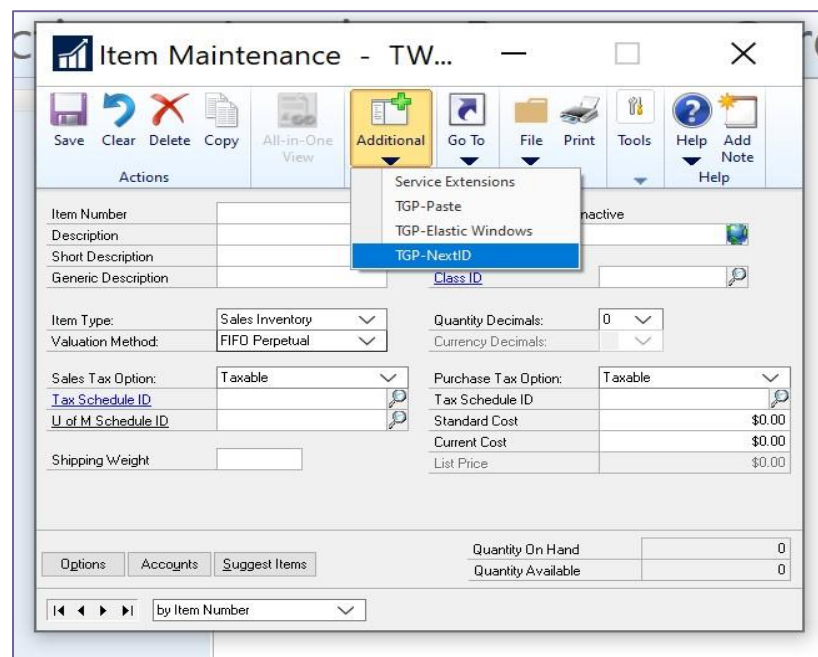 Item Maintenance - TW...
Save Clear Delete Copy All-in-One View Additional Go To File Print Tools Help Add Note
Actions Help
Service Extensions
TGP-Paste
TGP-Elastic Windows
TGP-NextID
Item Number
Description
Short Description
Generic Description Class ID
Item Type: Sales Inventory Quantity Decimals: 0
Valuation Method: FIFO Perpetual Currency Decimals:
Sales Tax Option: Taxable Purchase Tax Option: Taxable
Tax Schedule ID Tax Schedule ID
U of M Schedule ID Standard Cost $0.00
Current Cost $0.00
Shipping Weight List Price $0.00
Quantity On Hand 0
Options Accounts Suggest Items Quantity Available 0
by Item Number